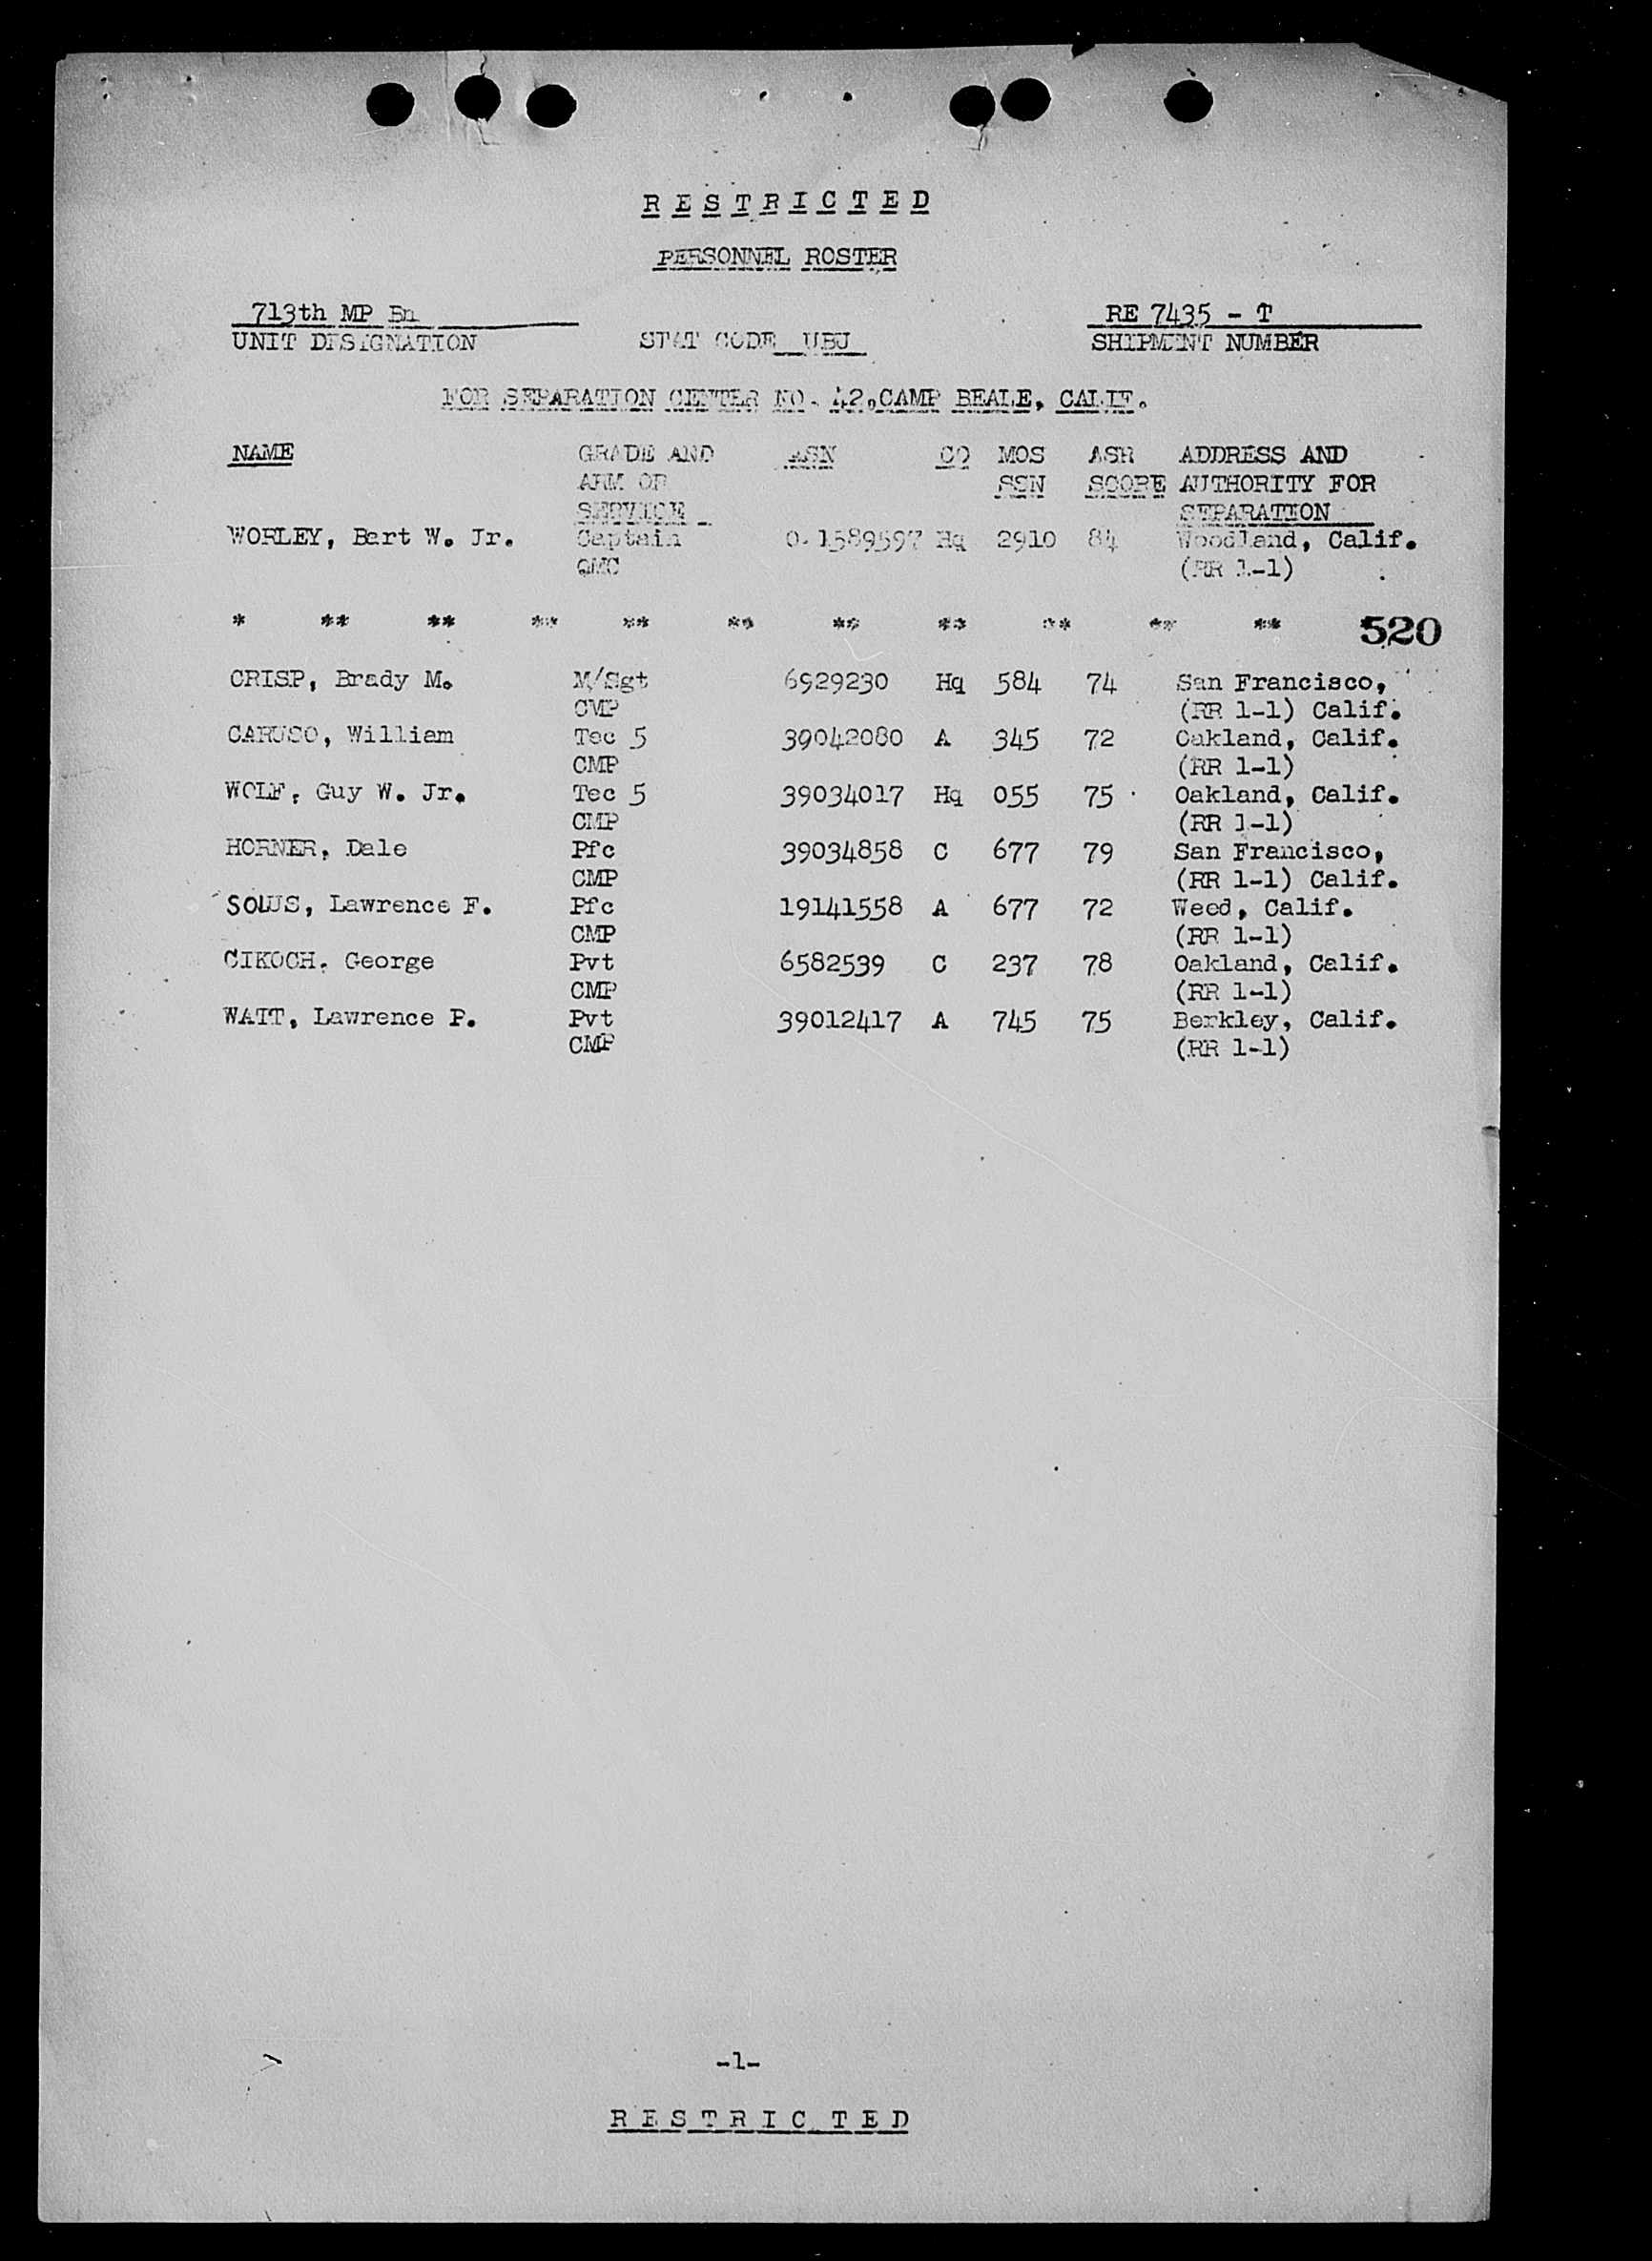 RESTRICTED
PERSONNEL ROSTER
713th MP Bn
RE 7435 - T
UNIT DESIGNATION STAT CODE UBU SHIPMENT NUMBER
FOR SEPARATION CENTER NO. 42, CAMP BEALE, CALIF.
NAME GRADE AND ASN CO MOS ASR ADDRESS AND
ARM OR SSN SCORE AUTHORITY FOR
SERVICE SEPARATION
WORLEY, Bart W. Jr. Captain 0-1589597 Hq 2910 84 Woodland, Calif.
QMC (RR 1-1)
* ** ** ** ** ** ** ** ** ** ** 520
CRISP, Brady M. M/Sgt 6929230 Hq 584 74 San Francisco,
CMP (RR 1-1) Calif.
CARUSO, William Tec 5 39042080 A 345 72 Oakland, Calif.
CMP (RR 1-1)
WOLF, Guy W. Jr. Tec 5 39034017 Hq 055 75 Oakland, Calif.
CMP (RR 1-1)
HORNER, Dale Pfc 39034858 C 677 79 San Francisco,
CMP (RR 1-1) Calif.
SOLUS, Lawrence F. Pfc 19141558 A 677 72 Weed, Calif.
CMP (RR 1-1)
CIKOCH, George Pvt 6582539 C 237 78 Oakland, Calif.
CMP (RR 1-1)
WATT, Lawrence P. Pvt 39012417 A 745 75 Berkley, Calif.
CMP (RR 1-1)
-1-
RESTRICTED